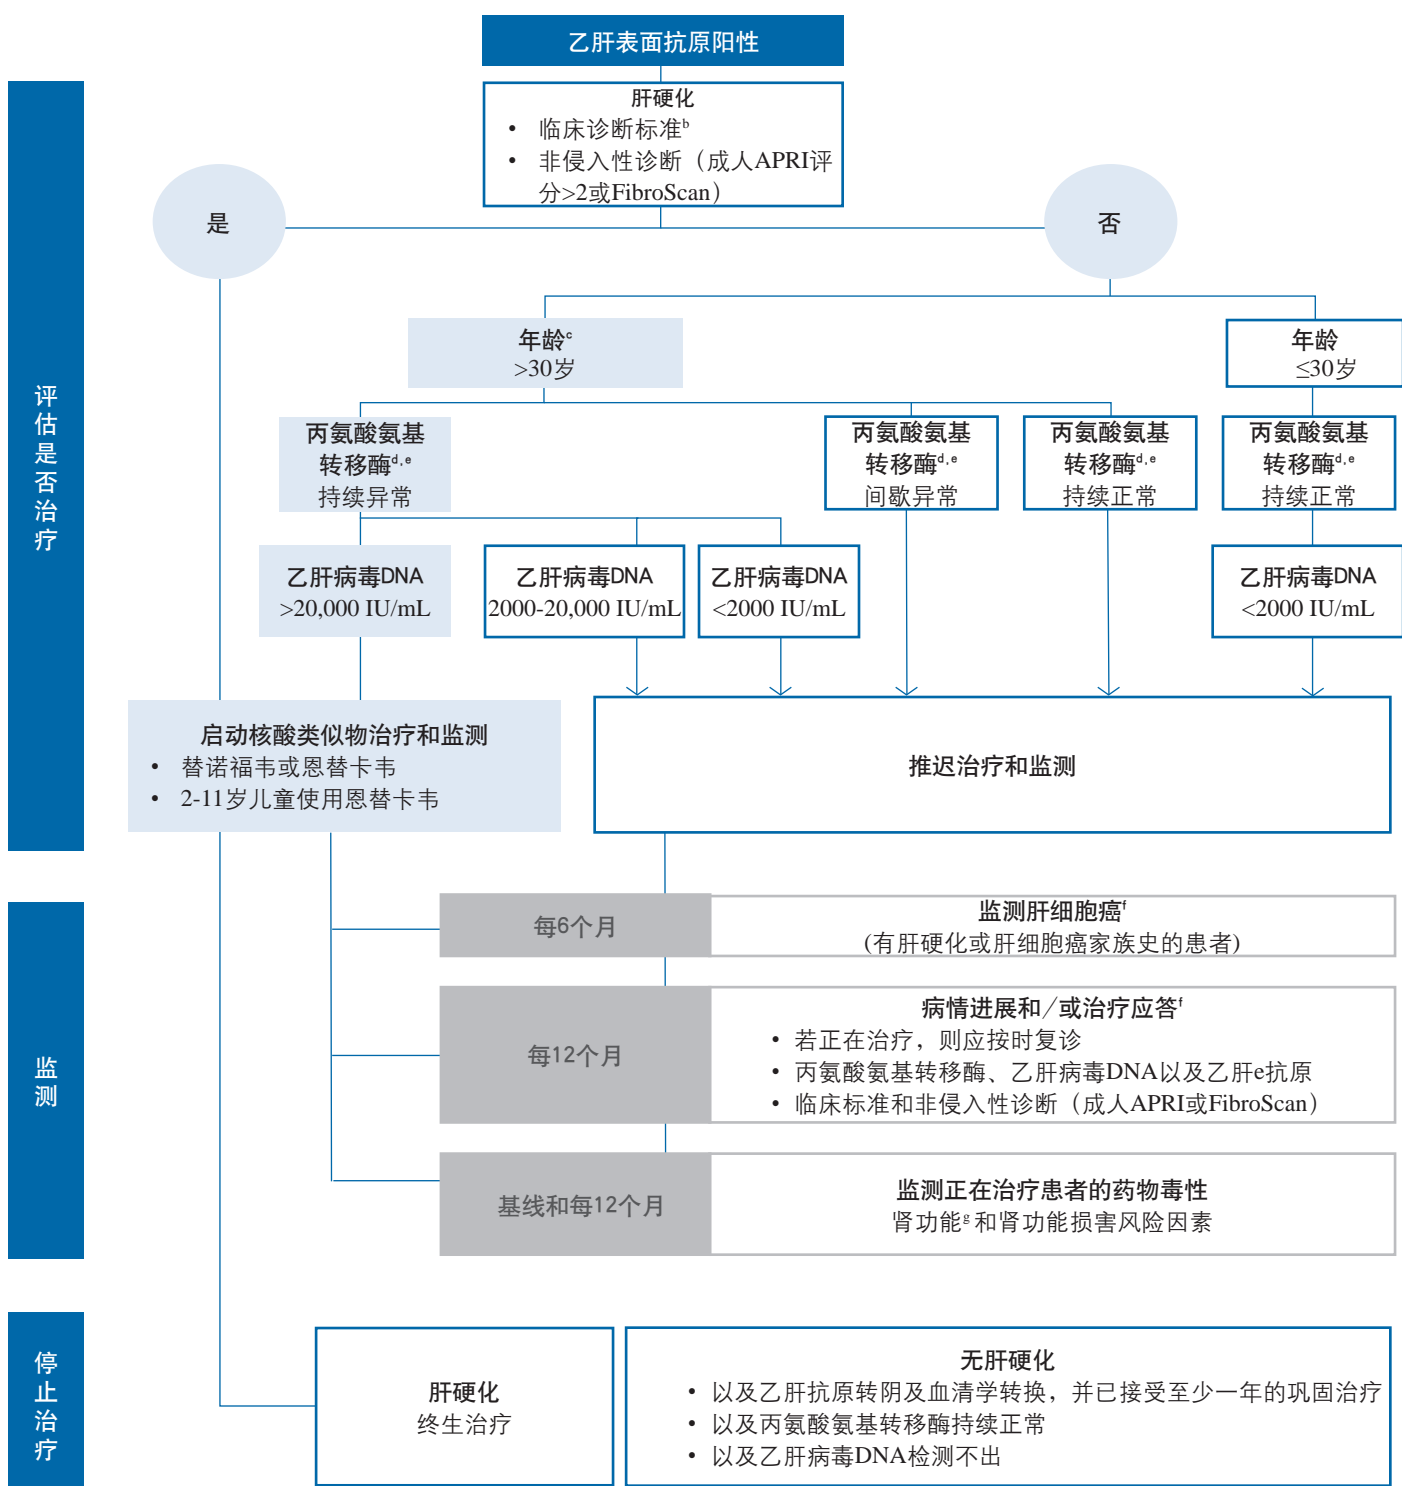 乙肝表面抗原阳性
肝硬化
• 临床诊断标准ᵇ
• 非侵入性诊断（成人APRI评
分>2或FibroScan）
是
否
年龄ᶜ
>30岁
年龄
≤30岁
丙氨酸氨基
转移酶ᵈ·ᵉ
持续异常
丙氨酸氨基
转移酶ᵈ·ᵉ
间歇异常
丙氨酸氨基
转移酶ᵈ·ᵉ
持续正常
丙氨酸氨基
转移酶ᵈ·ᵉ
持续正常
乙肝病毒DNA
>20,000 IU/mL
乙肝病毒DNA
2000-20,000 IU/mL
乙肝病毒DNA
<2000 IU/mL
乙肝病毒DNA
<2000 IU/mL
评估是否治疗
启动核酸类似物治疗和监测
• 替诺福韦或恩替卡韦
• 2-11岁儿童使用恩替卡韦
推迟治疗和监测
监测
每6个月
监测肝细胞癌ᶠ
(有肝硬化或肝细胞癌家族史的患者)
每12个月
病情进展和/或治疗应答ᶠ
• 若正在治疗，则应按时复诊
• 丙氨酸氨基转移酶、乙肝病毒DNA以及乙肝e抗原
• 临床标准和非侵入性诊断（成人APRI或FibroScan）
基线和每12个月
监测正在治疗患者的药物毒性
肾功能ᵍ和肾功能损害风险因素
停止治疗
肝硬化
终生治疗
无肝硬化
• 以及乙肝抗原转阴及血清学转换，并已接受至少一年的巩固治疗
• 以及丙氨酸氨基转移酶持续正常
• 以及乙肝病毒DNA检测不出